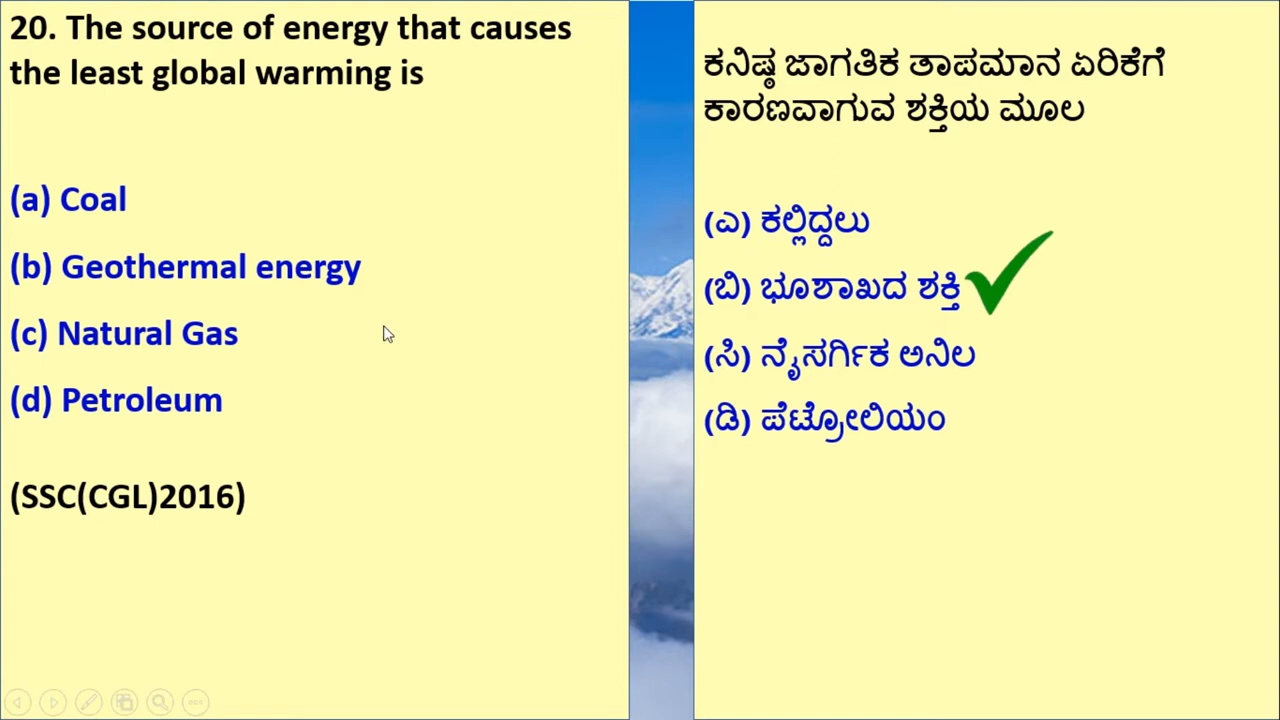 20. The source of energy that causes
the least global warming is
(a) Coal
(b) Geothermal energy
(c) Natural Gas
(d) Petroleum
(SSC(CGL)2016)
ಕನಿಷ್ಠ ಜಾಗತಿಕ ತಾಪಮಾನ ಏರಿಕೆಗೆ
ಕಾರಣವಾಗುವ ಶಕ್ತಿಯ ಮೂಲ
(ಎ) ಕಲ್ಲಿದ್ದಲು
(ಬಿ) ಭೂಶಾಖದ ಶಕ್ತಿ
(ಸಿ) ನೈಸರ್ಗಿಕ ಅನಿಲ
(ಡಿ) ಪೆಟ್ರೋಲಿಯಂ